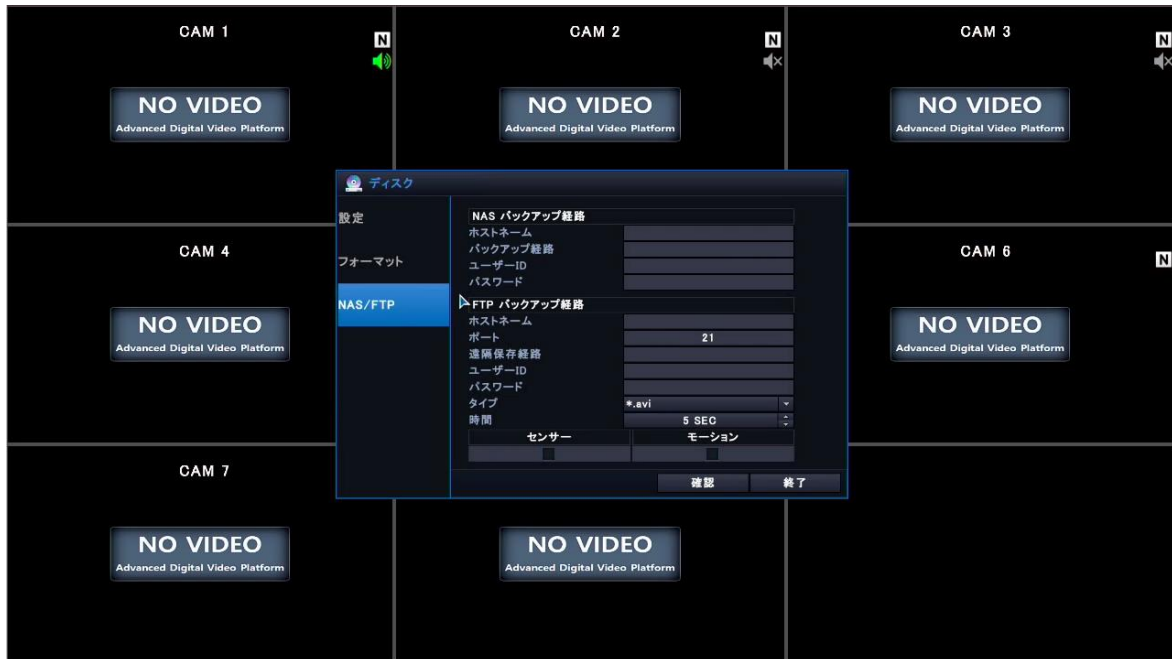 CAM 1
N
NO VIDEO
Advanced Digital Video Platform
CAM 2
N
NO VIDEO
Advanced Digital Video Platform
CAM 3
N
NO VIDEO
Advanced Digital Video Platform
CAM 4
NO VIDEO
Advanced Digital Video Platform
CAM 6
N
NO VIDEO
Advanced Digital Video Platform
CAM 7
NO VIDEO
Advanced Digital Video Platform
NO VIDEO
Advanced Digital Video Platform
ディスク
設定
フォーマット
NAS/FTP
NAS バックアップ経路
ホストネーム
バックアップ経路
ユーザーID
パスワード
FTP バックアップ経路
ホストネーム
ポート 21
遠隔保存経路
ユーザーID
パスワード
タイプ *.avi
時間 5 SEC
センサー モーション
確認 終了